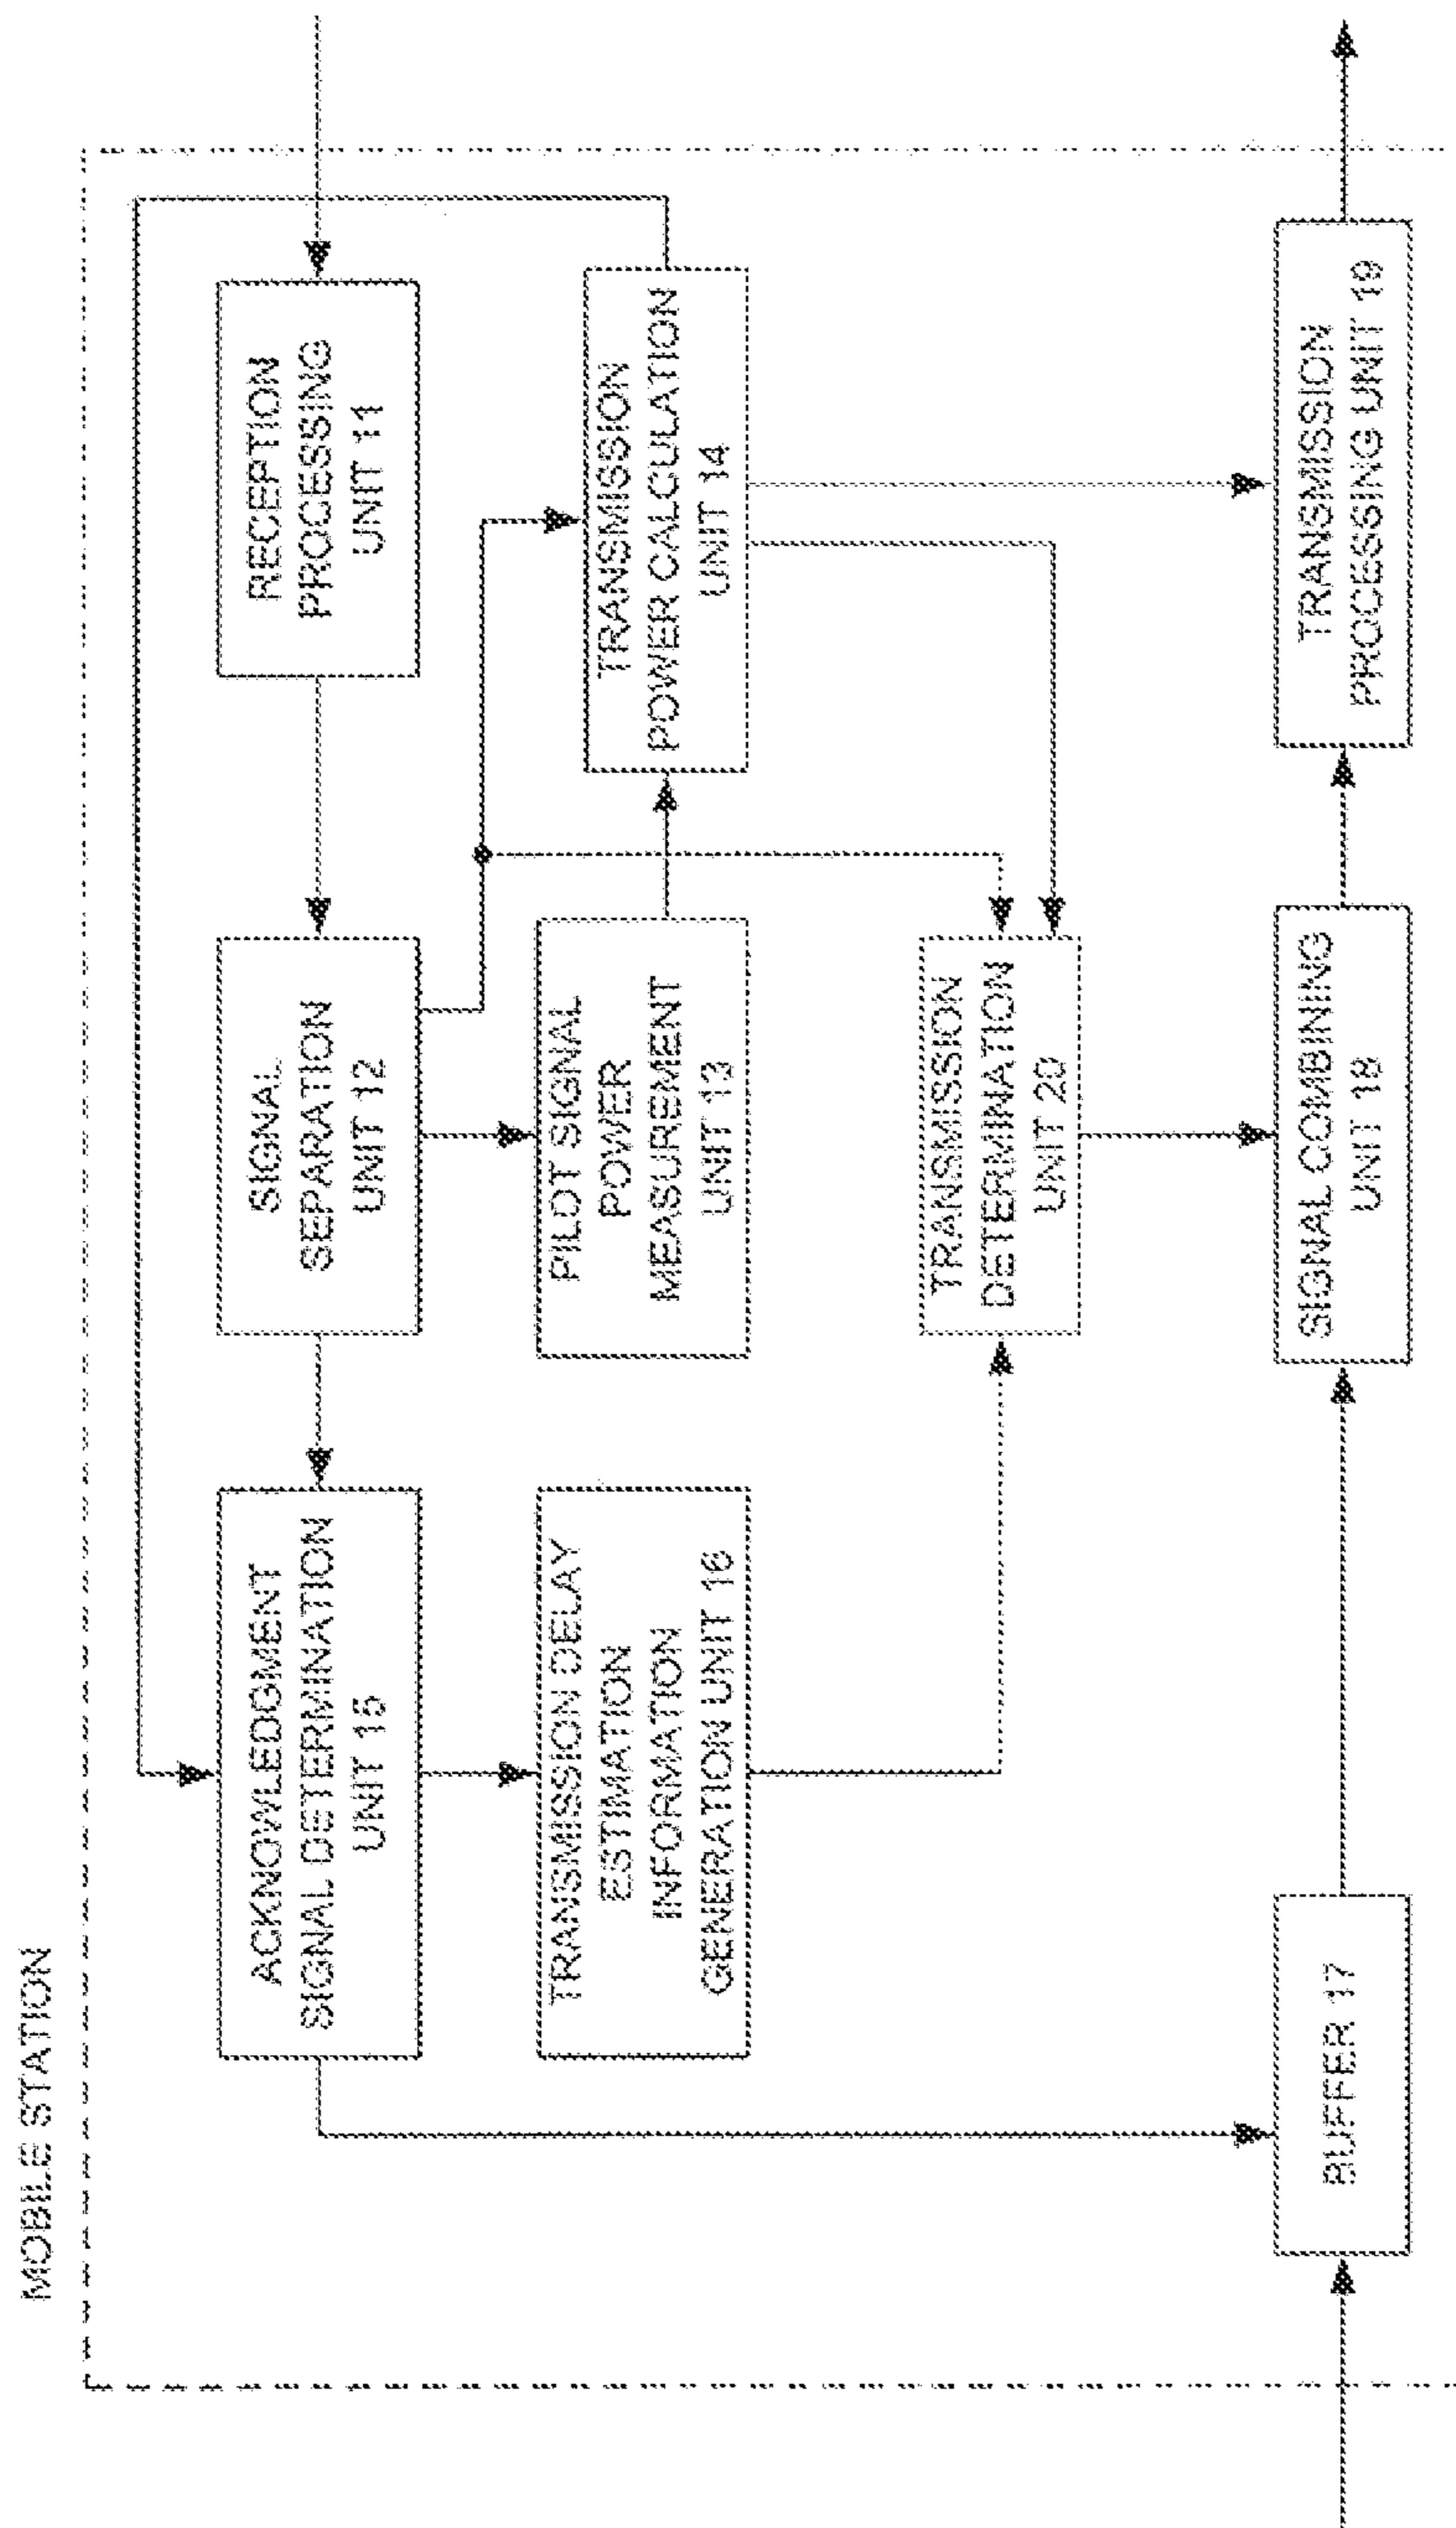 MOBILE STATION
ACKNOWLEDGMENT
SIGNAL DETERMINATION
UNIT 15
SIGNAL
SEPARATION
UNIT 12
RECEPTION
PROCESSING
UNIT 11
TRANSMISSION DELAY
ESTIMATION
INFORMATION
GENERATION UNIT 16
PILOT SIGNAL
POWER
MEASUREMENT
UNIT 13
TRANSMISSION
POWER CALCULATION
UNIT 14
TRANSMISSION
DETERMINATION
UNIT 20
BUFFER 17
SIGNAL COMBINING
UNIT 18
TRANSMISSION
PROCESSING UNIT 19